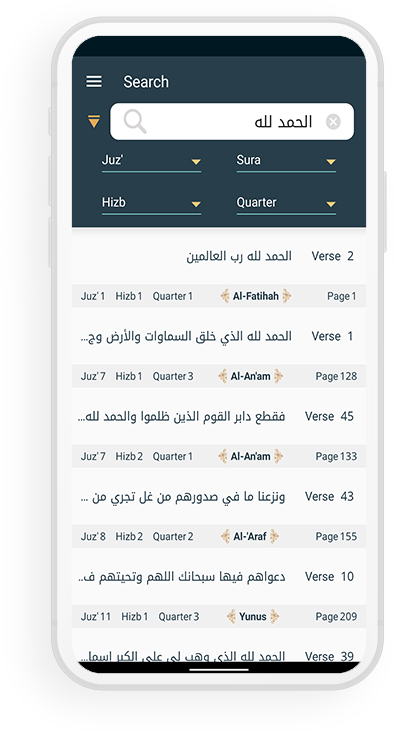 Search
الحمد لله
Juz' Sura
Hizb Quarter
Verse 2 الحمد لله رب العالمين
Juz' 1 Hizb 1 Quarter 1 Al-Fatihah Page 1
Verse 1 الحمد لله الذي خلق السماوات والأرض وج...
Juz' 7 Hizb 1 Quarter 3 Al-An'am Page 128
Verse 45 فقطع دابر القوم الذين ظلموا والحمد لله...
Juz' 7 Hizb 2 Quarter 1 Al-An'am Page 133
Verse 43 ونزعنا ما في صدورهم من غل تجري من ...
Juz' 8 Hizb 2 Quarter 2 Al-'Araf Page 155
Verse 10 دعواهم فيها سبحانك اللهم وتحيتهم ف..
Juz' 11 Hizb 1 Quarter 3 Yunus Page 209
Verse 39 الحمد لله الذي وهب لي على الكبر إسما...